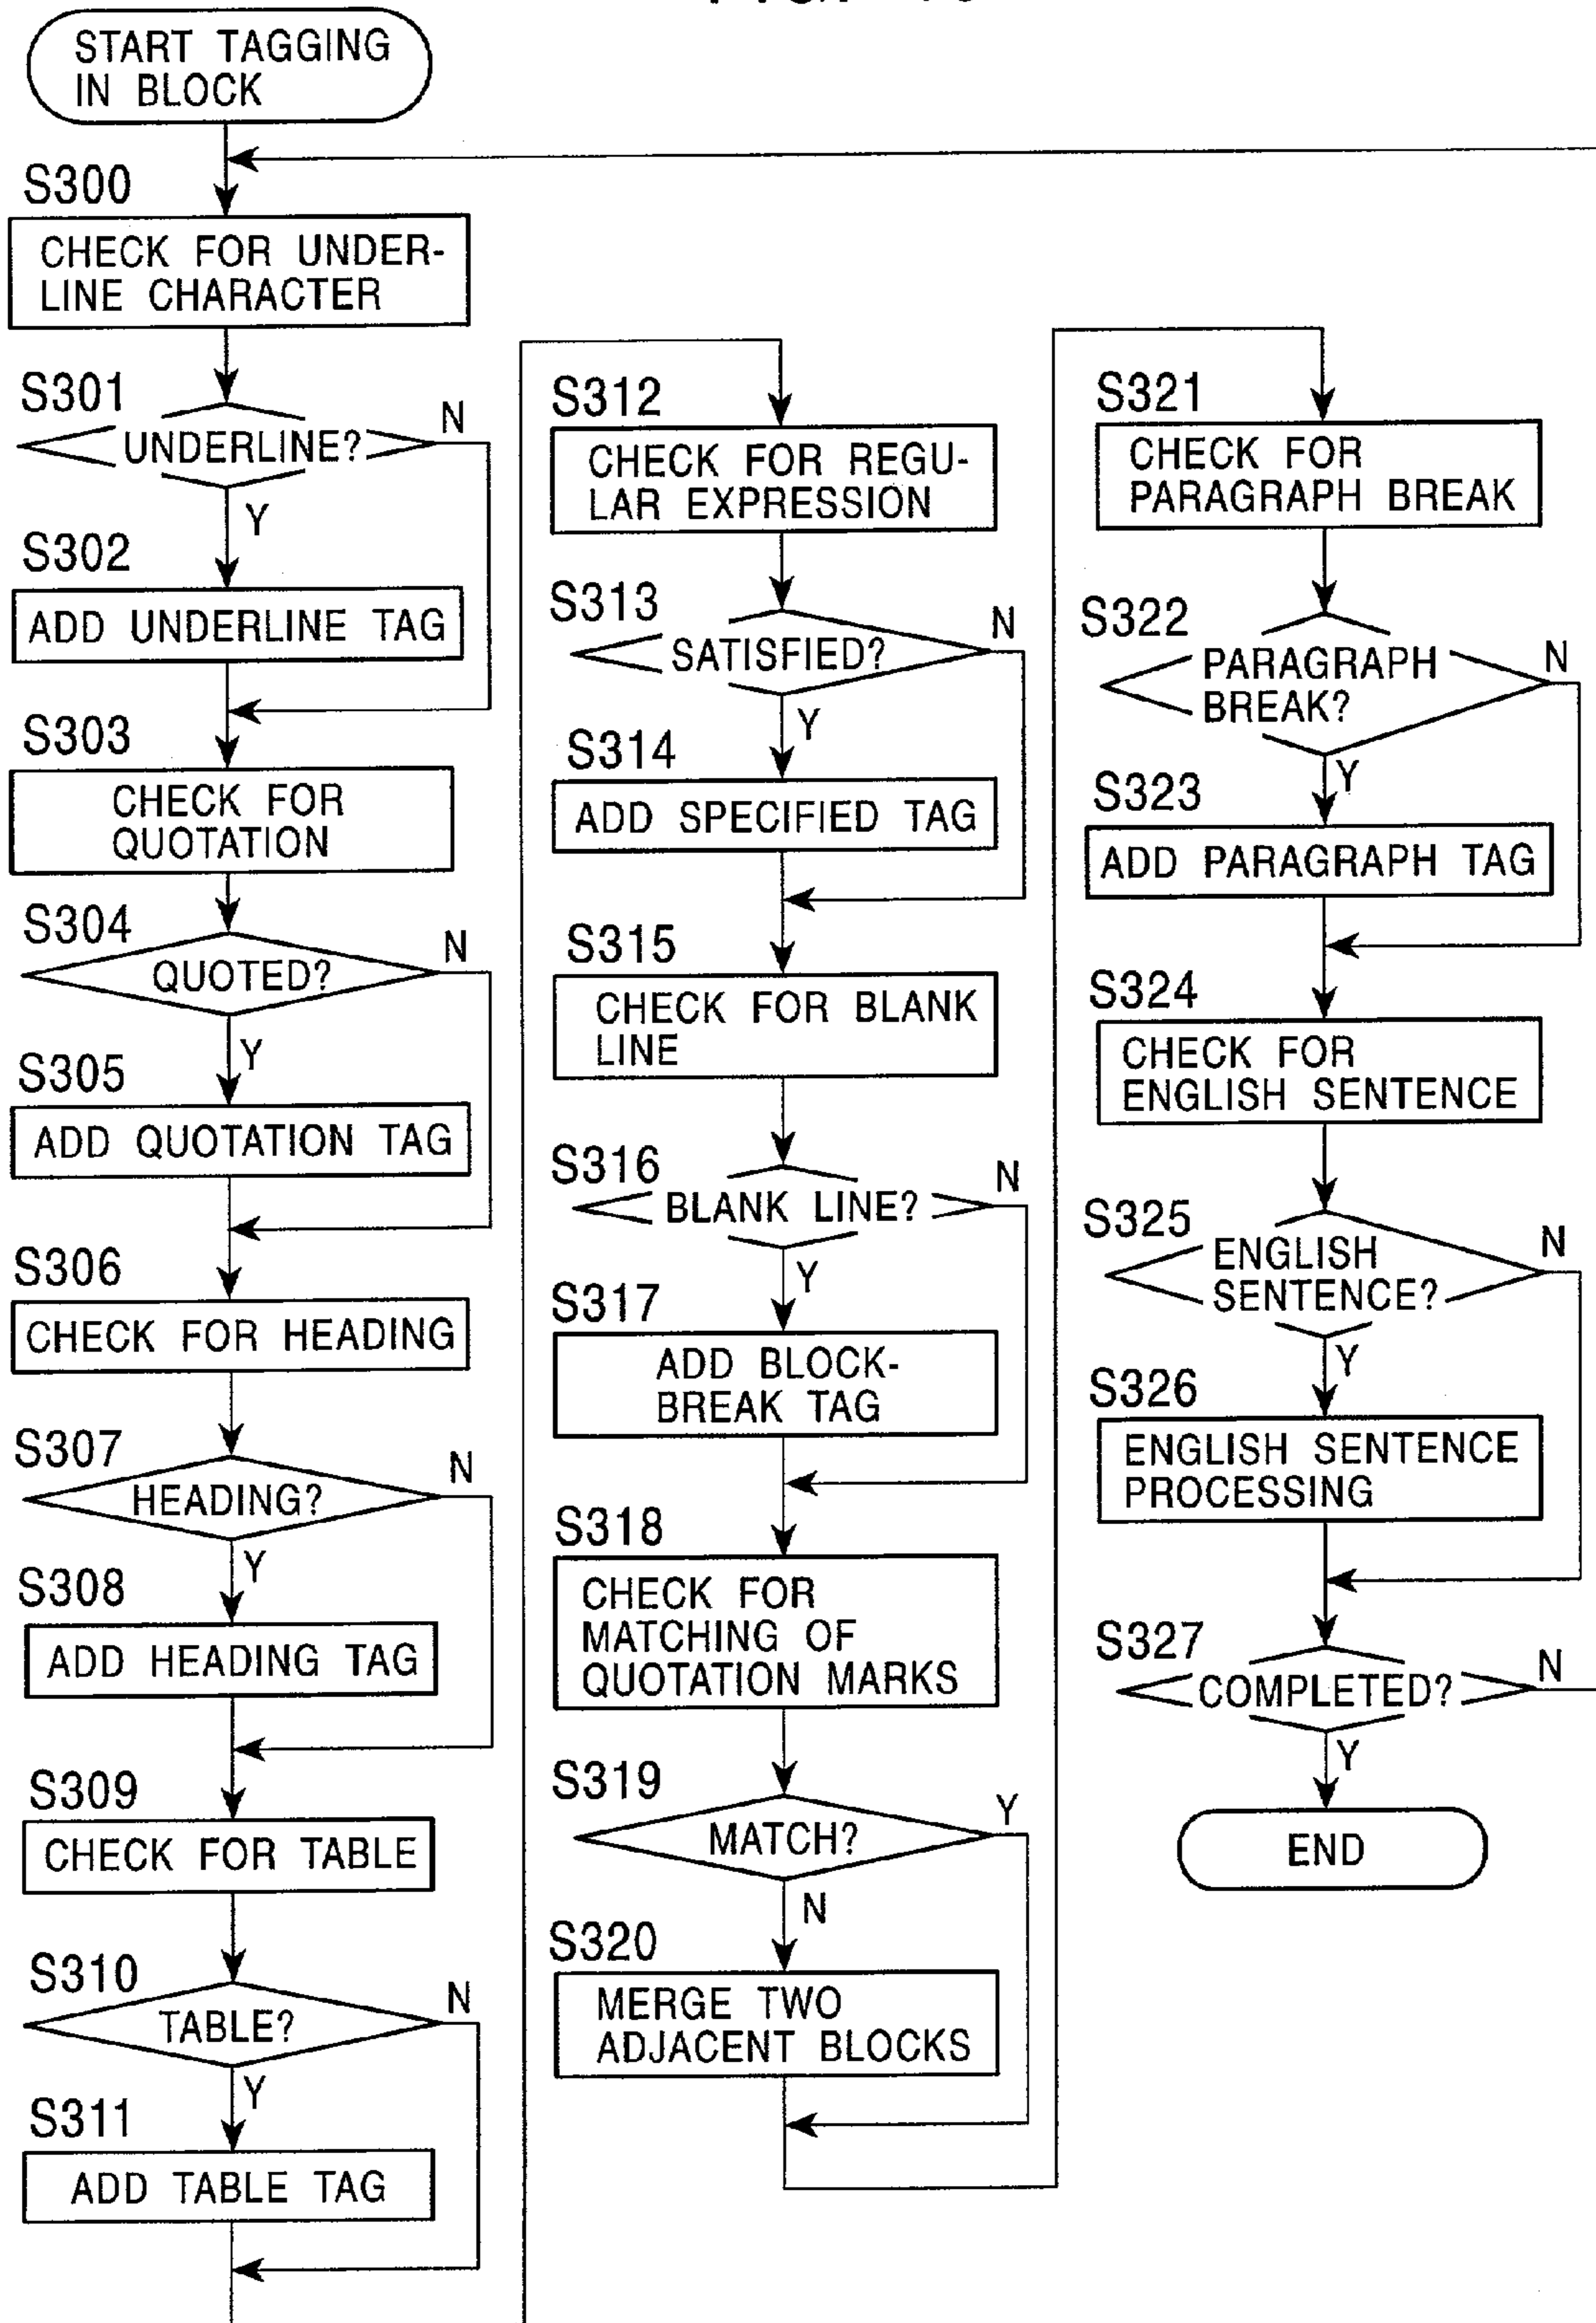 START TAGGING
IN BLOCK
S300
CHECK FOR UNDER-
LINE CHARACTER
S301
UNDERLINE?
N
Y
S302
ADD UNDERLINE TAG
S303
CHECK FOR
QUOTATION
S304
QUOTED?
N
Y
S305
ADD QUOTATION TAG
S306
CHECK FOR HEADING
S307
HEADING?
N
Y
S308
ADD HEADING TAG
S309
CHECK FOR TABLE
S310
TABLE?
N
Y
S311
ADD TABLE TAG
S312
CHECK FOR REGU-
LAR EXPRESSION
S313
SATISFIED?
N
Y
S314
ADD SPECIFIED TAG
S315
CHECK FOR BLANK
LINE
S316
BLANK LINE?
N
Y
S317
ADD BLOCK-
BREAK TAG
S318
CHECK FOR
MATCHING OF
QUOTATION MARKS
S319
MATCH?
Y
N
S320
MERGE TWO
ADJACENT BLOCKS
S321
CHECK FOR
PARAGRAPH BREAK
S322
PARAGRAPH
BREAK?
N
Y
S323
ADD PARAGRAPH TAG
S324
CHECK FOR
ENGLISH SENTENCE
S325
ENGLISH
SENTENCE?
N
Y
S326
ENGLISH SENTENCE
PROCESSING
S327
COMPLETED?
N
Y
END